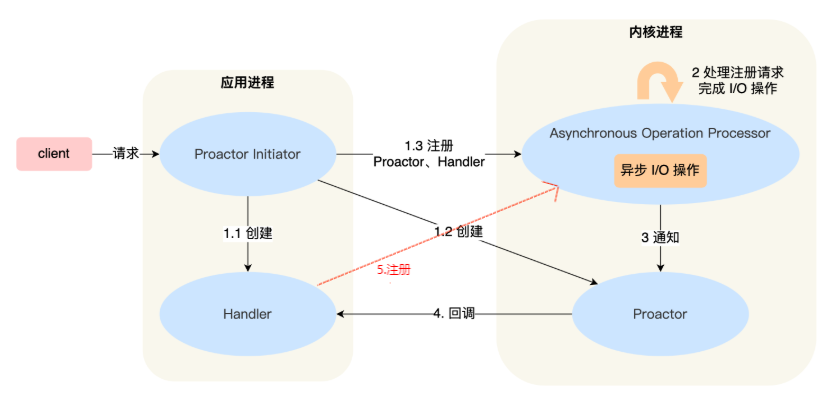 内核进程
应用进程
2 处理注册请求
完成 I/O 操作
client
请求
Proactor Initiator
1.3 注册
Proactor、Handler
Asynchronous Operation Processor
异步 I/O 操作
1.1 创建
1.2 创建
3 通知
5.注册
Handler
4. 回调
Proactor